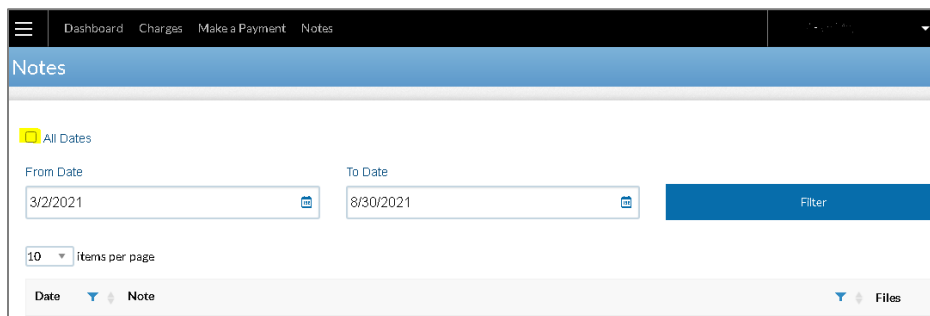 Dashboard Charges Make a Payment Notes
Notes
All Dates
From Date To Date
3/2/2021 8/30/2021 Filter
10 items per page
Date Note Files